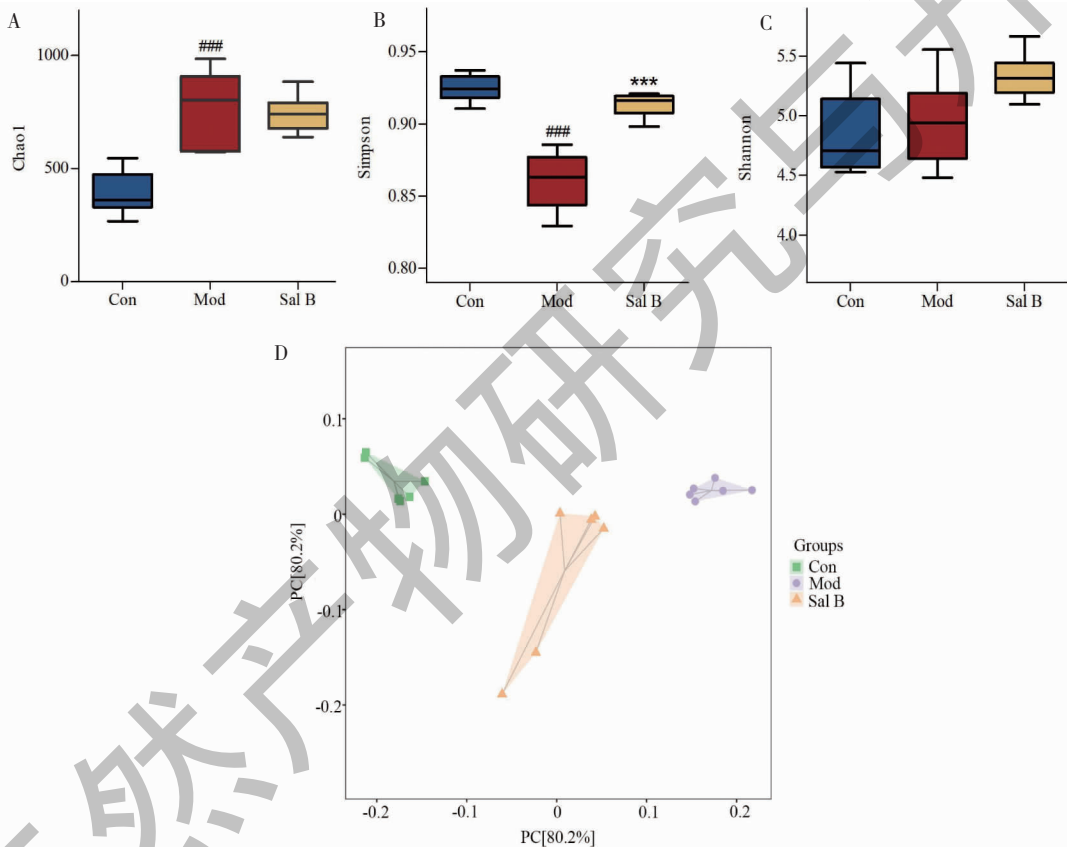 A
###
1000
500
0
Chao1
Con Mod Sal B
B
0.95
0.90
0.85
0.80
Simpson
###
***
Con Mod Sal B
C
5.5
5.0
4.5
4.0
Shannon
Con Mod Sal B
D
0.1
0
-0.1
-0.2
PC[80.2%]
-0.2 -0.1 0 0.1 0.2
PC[80.2%]
Groups
Con
Mod
Sal B
然产物研究与